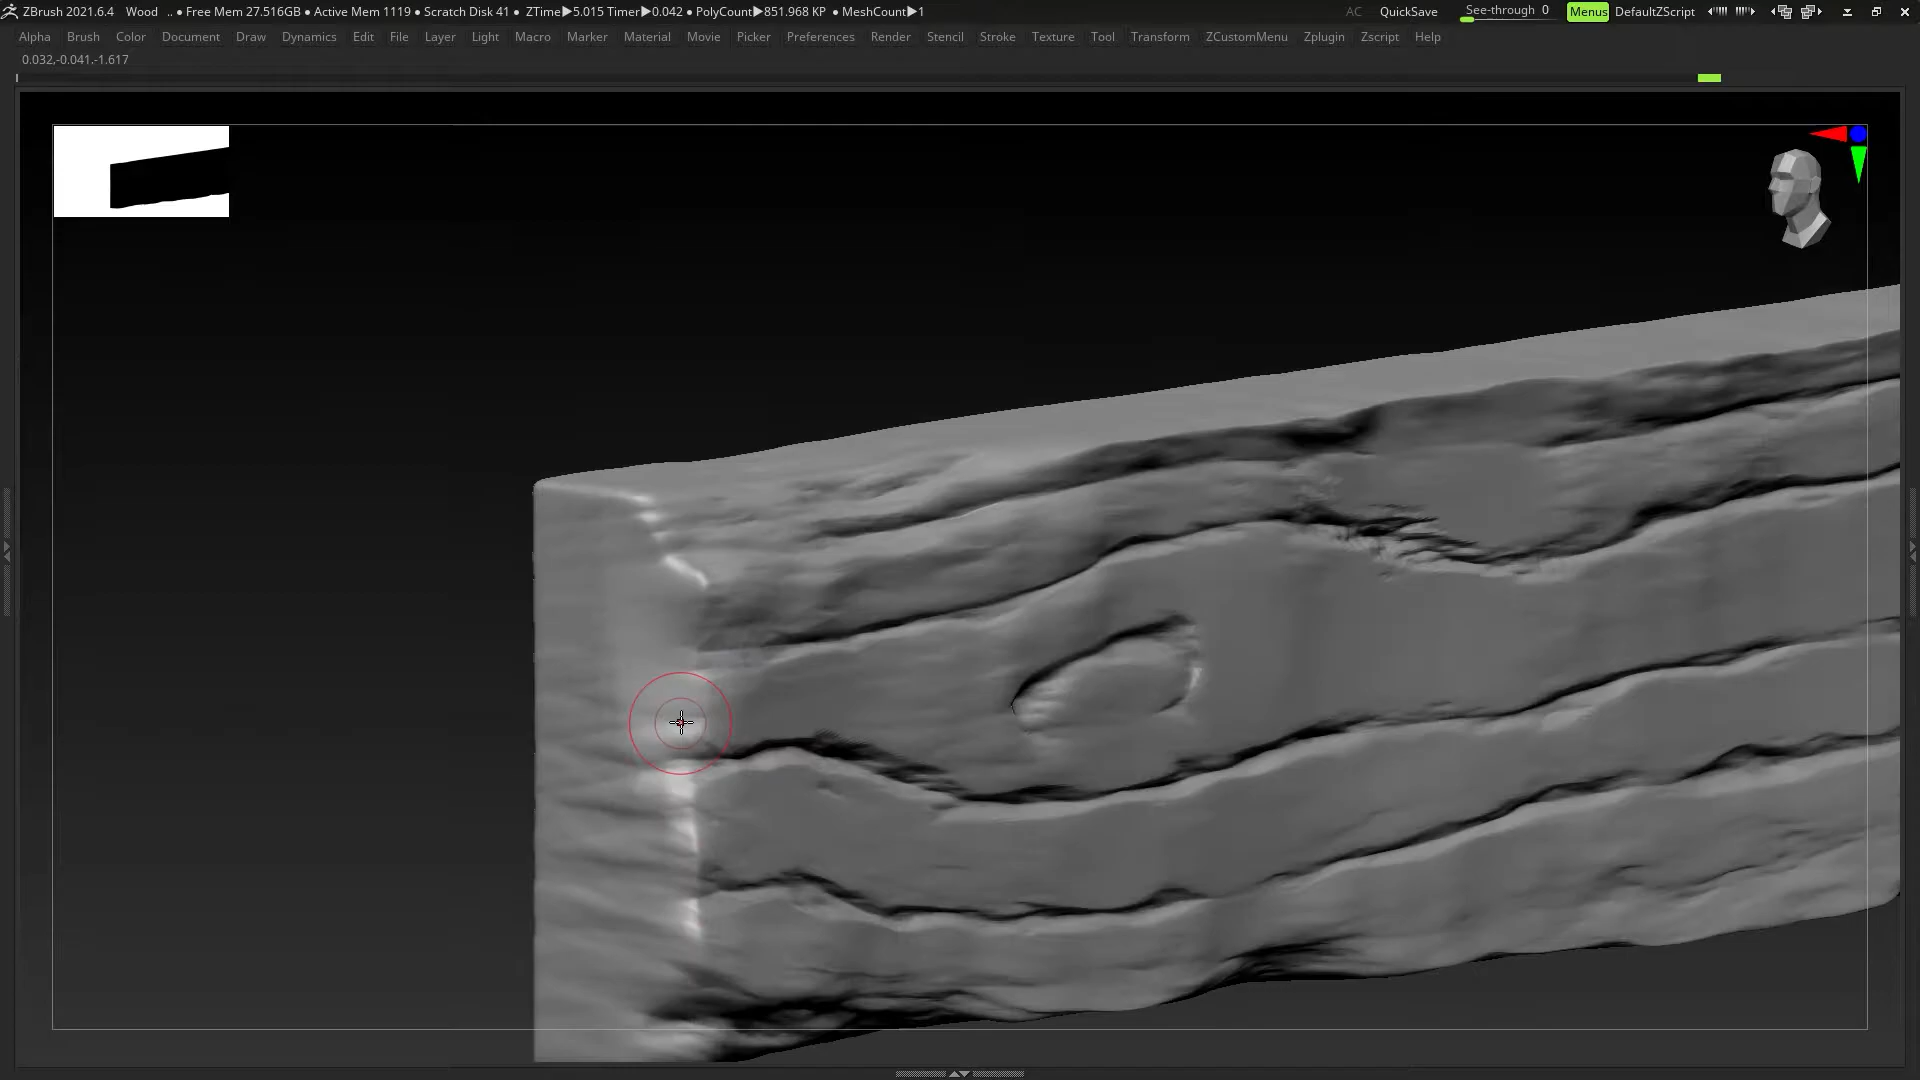 ZBrush 2021.6.4 Wood .. ● Free Mem 27.516GB ● Active Mem 1119 ● Scratch Disk 41 ● ZTime▶5.015 Timer▶0.042 ● PolyCount▶851.968 KP ● MeshCount▶1 AC QuickSave See-through 0 Menus DefaultZScript
Alpha Brush Color Document Draw Dynamics Edit File Layer Light Macro Marker Material Movie Picker Preferences Render Stencil Stroke Texture Tool Transform ZCustomMenu Zplugin Zscript Help
0.032,-0.041,-1.617